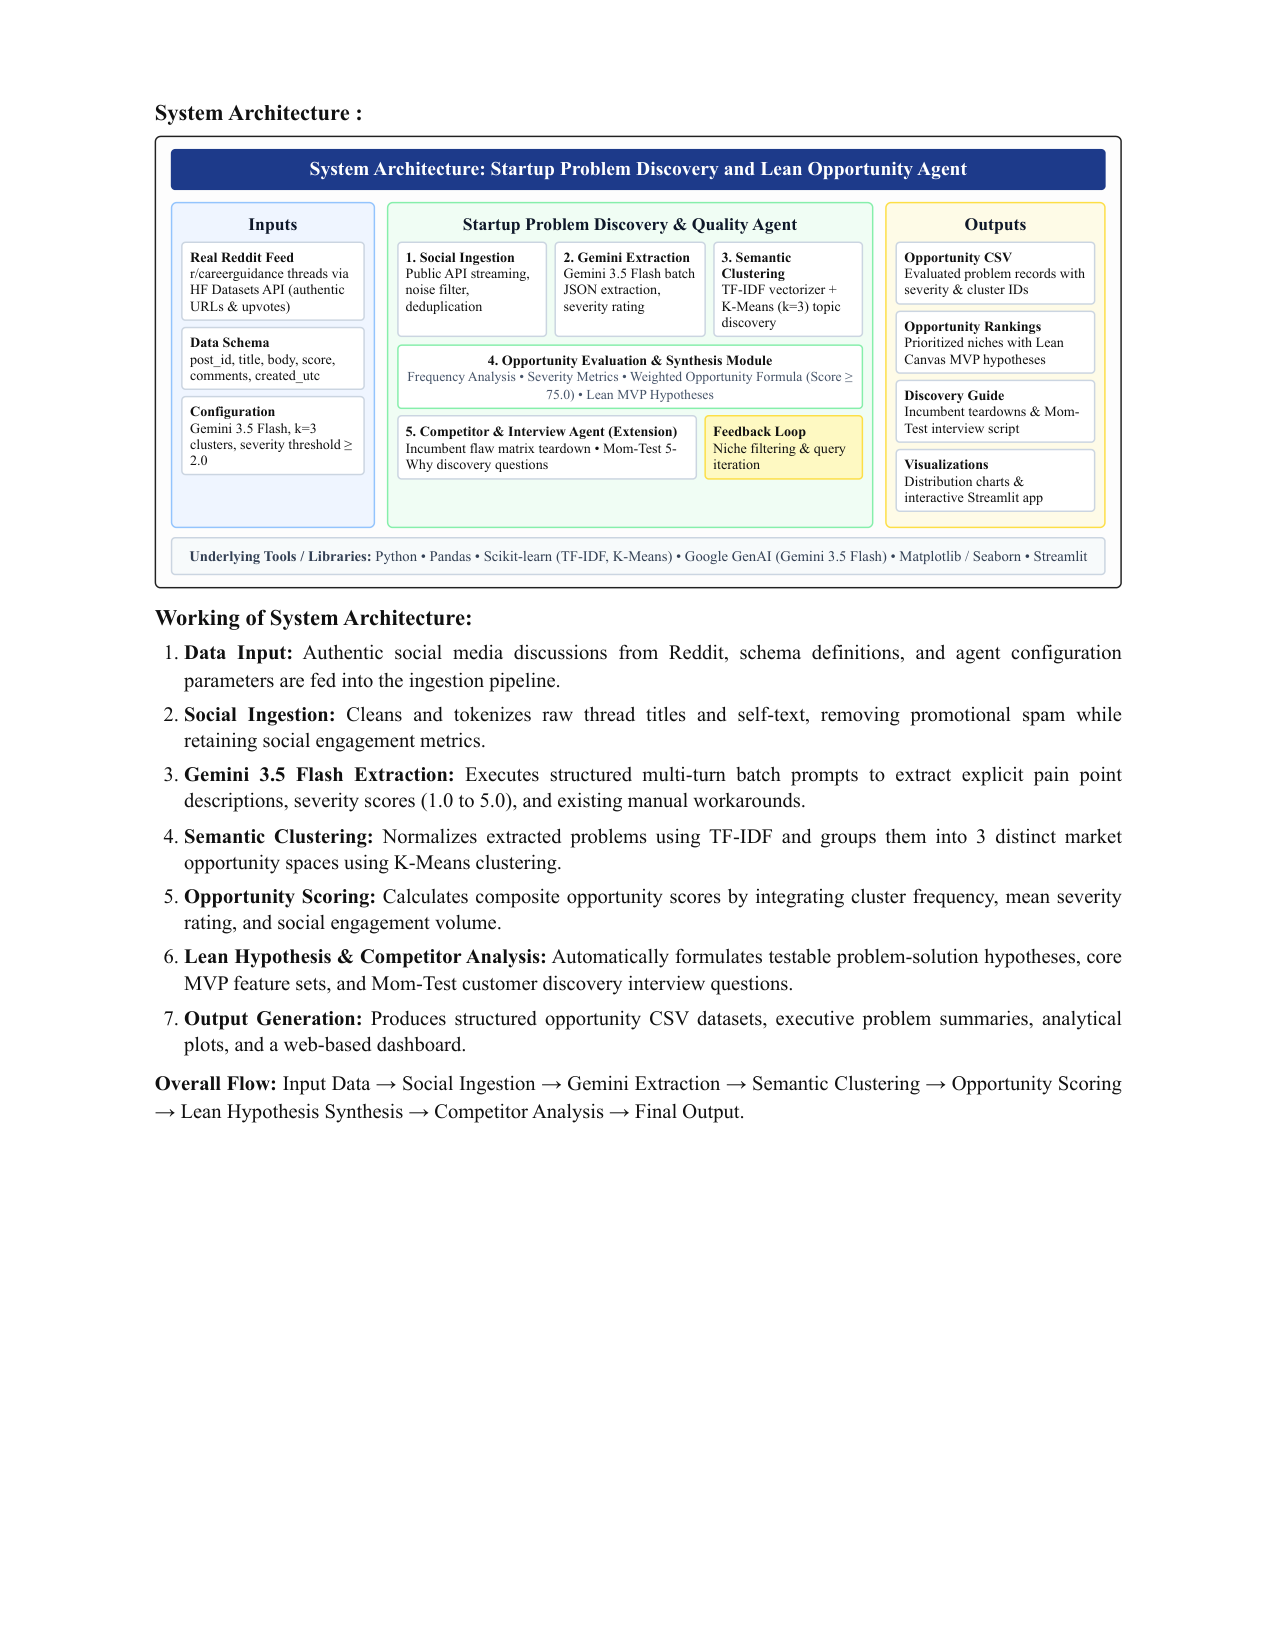 System Architecture :
System Architecture: Startup Problem Discovery and Lean Opportunity Agent
Inputs
Real Reddit Feed
r/careerguidance threads via
HF Datasets API (authentic
URLs & upvotes)
Data Schema
post_id, title, body, score,
comments, created_utc
Configuration
Gemini 3.5 Flash, k=3
clusters, severity threshold ≥
2.0
Startup Problem Discovery & Quality Agent
1. Social Ingestion
Public API streaming,
noise filter,
deduplication
2. Gemini Extraction
Gemini 3.5 Flash batch
JSON extraction,
severity rating
3. Semantic
Clustering
TF-IDF vectorizer +
K-Means (k=3) topic
discovery
4. Opportunity Evaluation & Synthesis Module
Frequency Analysis • Severity Metrics • Weighted Opportunity Formula (Score ≥
75.0) • Lean MVP Hypotheses
5. Competitor & Interview Agent (Extension)
Incumbent flaw matrix teardown • Mom-Test 5-
Why discovery questions
Feedback Loop
Niche filtering & query
iteration
Outputs
Opportunity CSV
Evaluated problem records with
severity & cluster IDs
Opportunity Rankings
Prioritized niches with Lean
Canvas MVP hypotheses
Discovery Guide
Incumbent teardowns & Mom-
Test interview script
Visualizations
Distribution charts &
interactive Streamlit app
Underlying Tools / Libraries: Python • Pandas • Scikit-learn (TF-IDF, K-Means) • Google GenAI (Gemini 3.5 Flash) • Matplotlib / Seaborn • Streamlit
Working of System Architecture:
1. Data Input: Authentic social media discussions from Reddit, schema definitions, and agent configuration
parameters are fed into the ingestion pipeline.
2. Social Ingestion: Cleans and tokenizes raw thread titles and self-text, removing promotional spam while
retaining social engagement metrics.
3. Gemini 3.5 Flash Extraction: Executes structured multi-turn batch prompts to extract explicit pain point
descriptions, severity scores (1.0 to 5.0), and existing manual workarounds.
4. Semantic Clustering: Normalizes extracted problems using TF-IDF and groups them into 3 distinct market
opportunity spaces using K-Means clustering.
5. Opportunity Scoring: Calculates composite opportunity scores by integrating cluster frequency, mean severity
rating, and social engagement volume.
6. Lean Hypothesis & Competitor Analysis: Automatically formulates testable problem-solution hypotheses, core
MVP feature sets, and Mom-Test customer discovery interview questions.
7. Output Generation: Produces structured opportunity CSV datasets, executive problem summaries, analytical
plots, and a web-based dashboard.
Overall Flow: Input Data → Social Ingestion → Gemini Extraction → Semantic Clustering → Opportunity Scoring
→ Lean Hypothesis Synthesis → Competitor Analysis → Final Output.